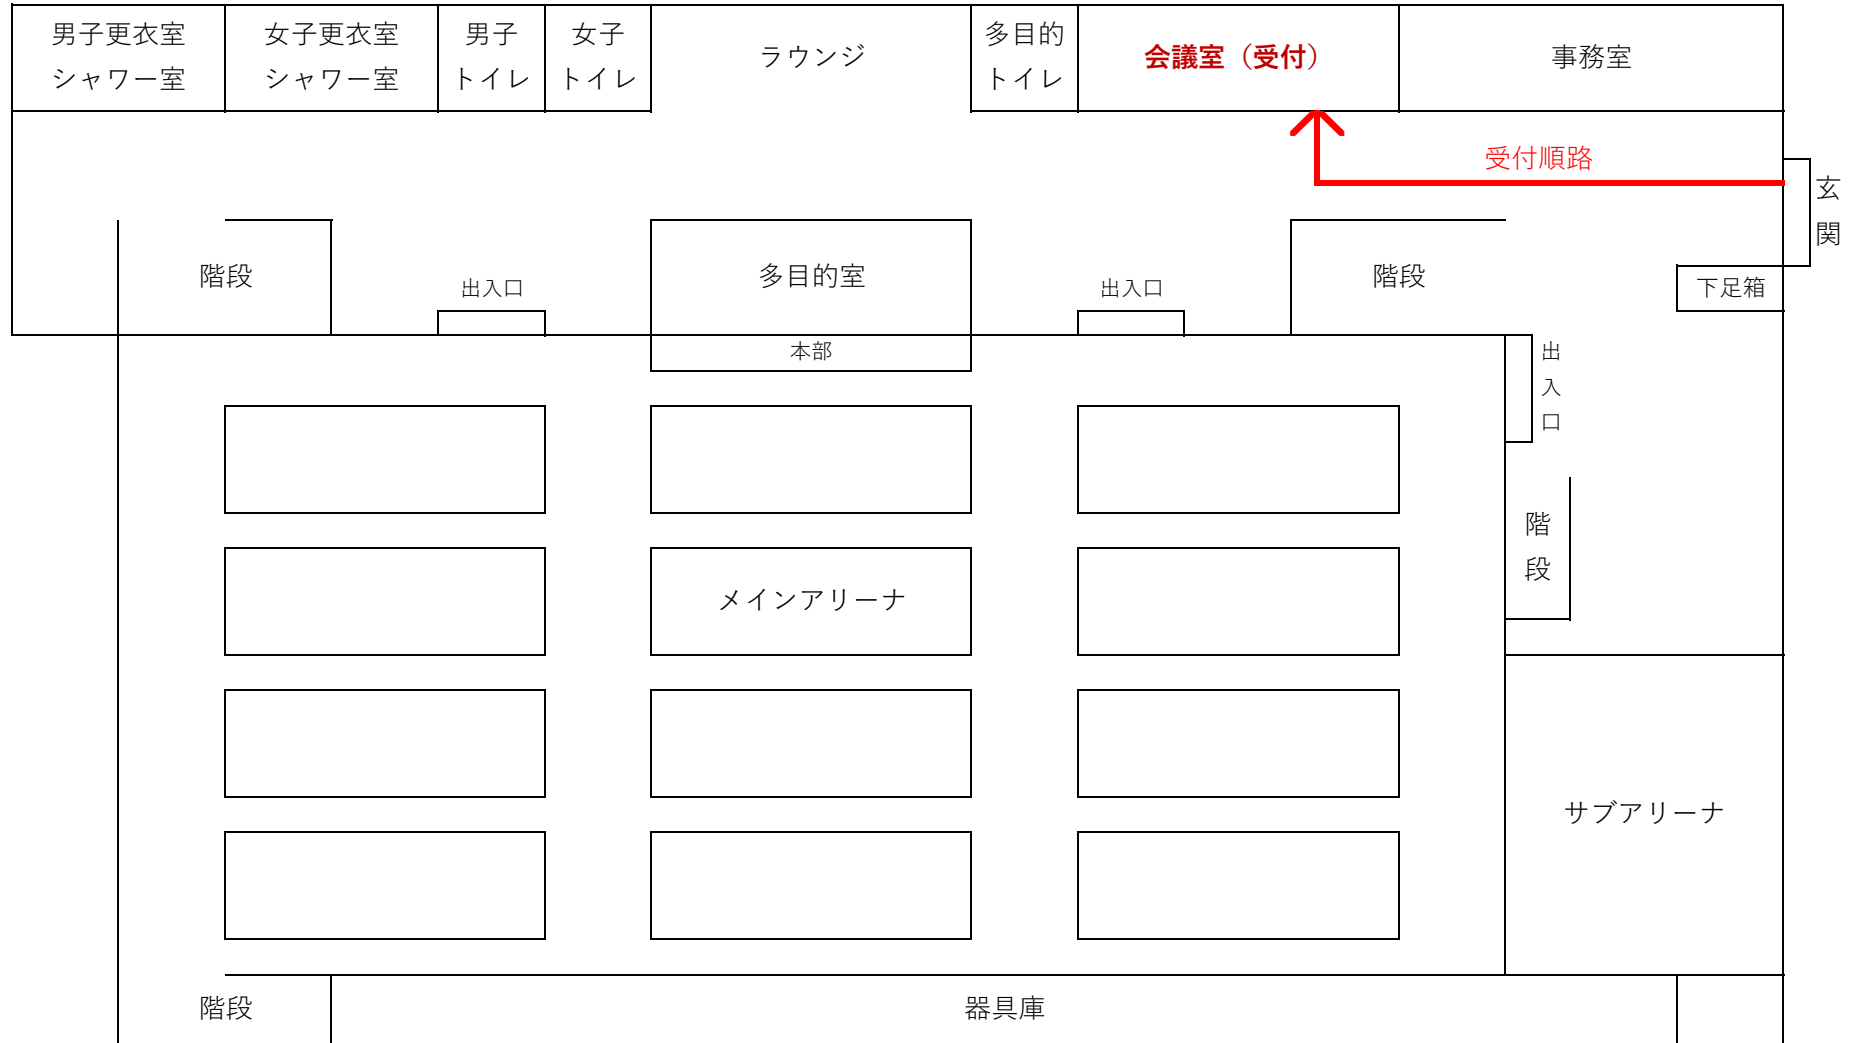 男子更衣室
シャワー室
女子更衣室
シャワー室
男子
トイレ
女子
トイレ
ラウンジ
多目的
トイレ
会議室（受付）
事務室
受付順路
玄
関
階段
出入口
多目的室
出入口
階段
下足箱
本部
出
入
口
階
段
メインアリーナ
サブアリーナ
階段
器具庫